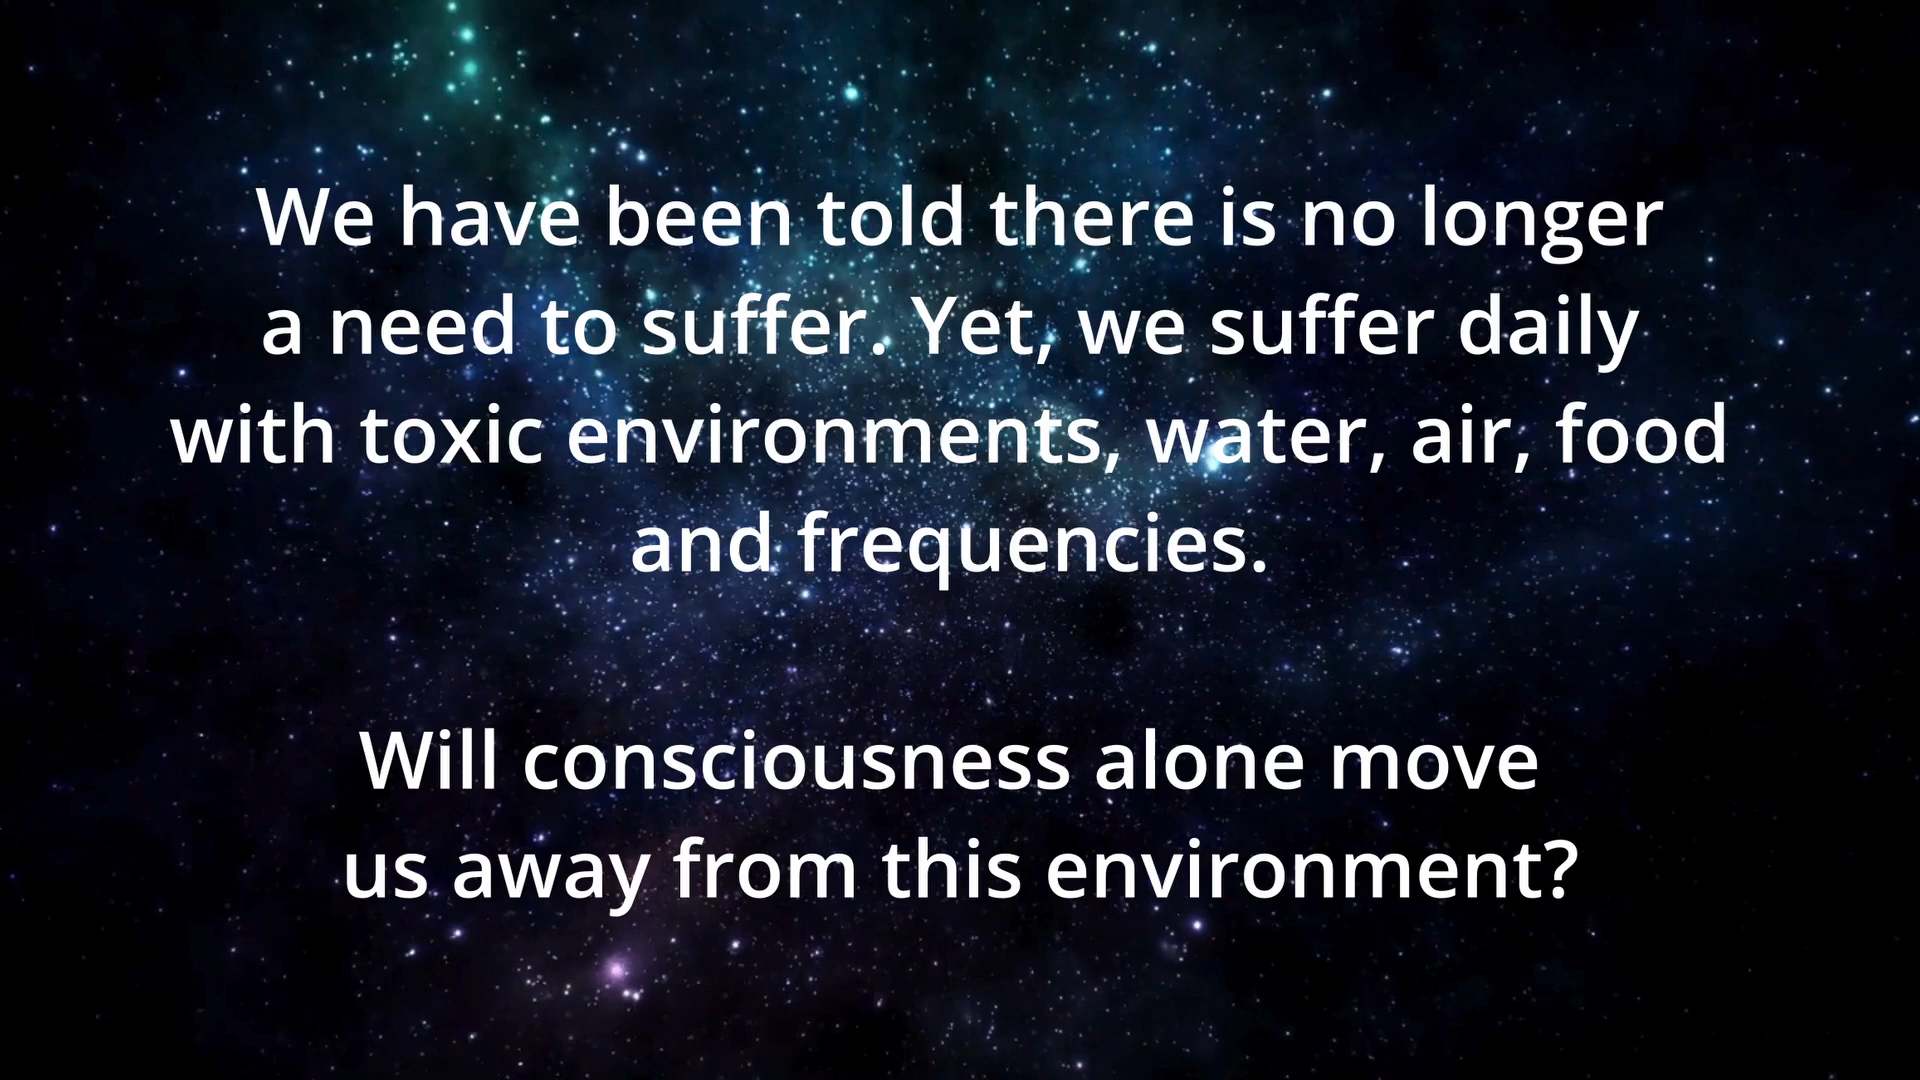 We have been told there is no longer
a need to suffer. Yet, we suffer daily
with toxic environments, water, air, food
and frequencies.
Will consciousness alone move
us away from this environment?